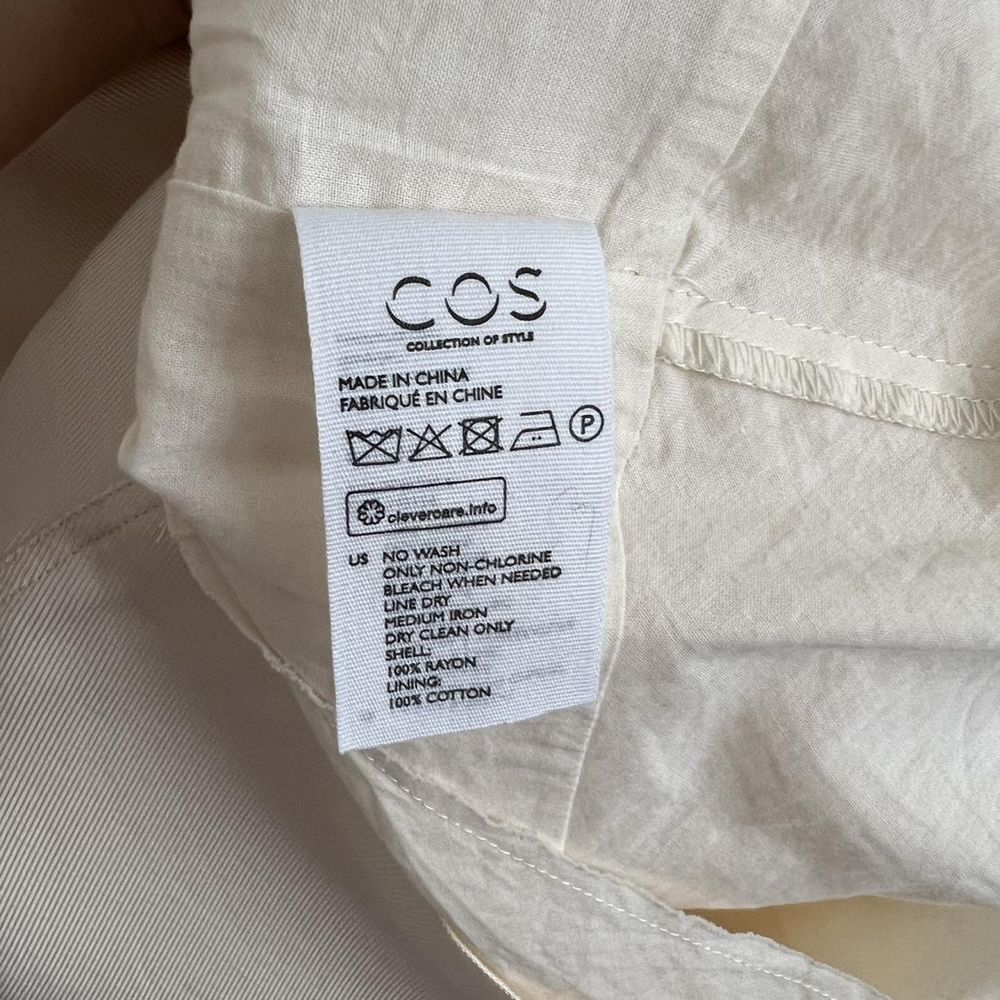 COS
COLLECTION OF STYLE
MADE IN CHINA
FABRIQUÉ EN CHINE
P
clevercare.info
US NO WASH
ONLY NON-CHLORINE
BLEACH WHEN NEEDED
LINE DRY
MEDIUM IRON
DRY CLEAN ONLY
SHELL:
100% RAYON
LINING:
100% COTTON